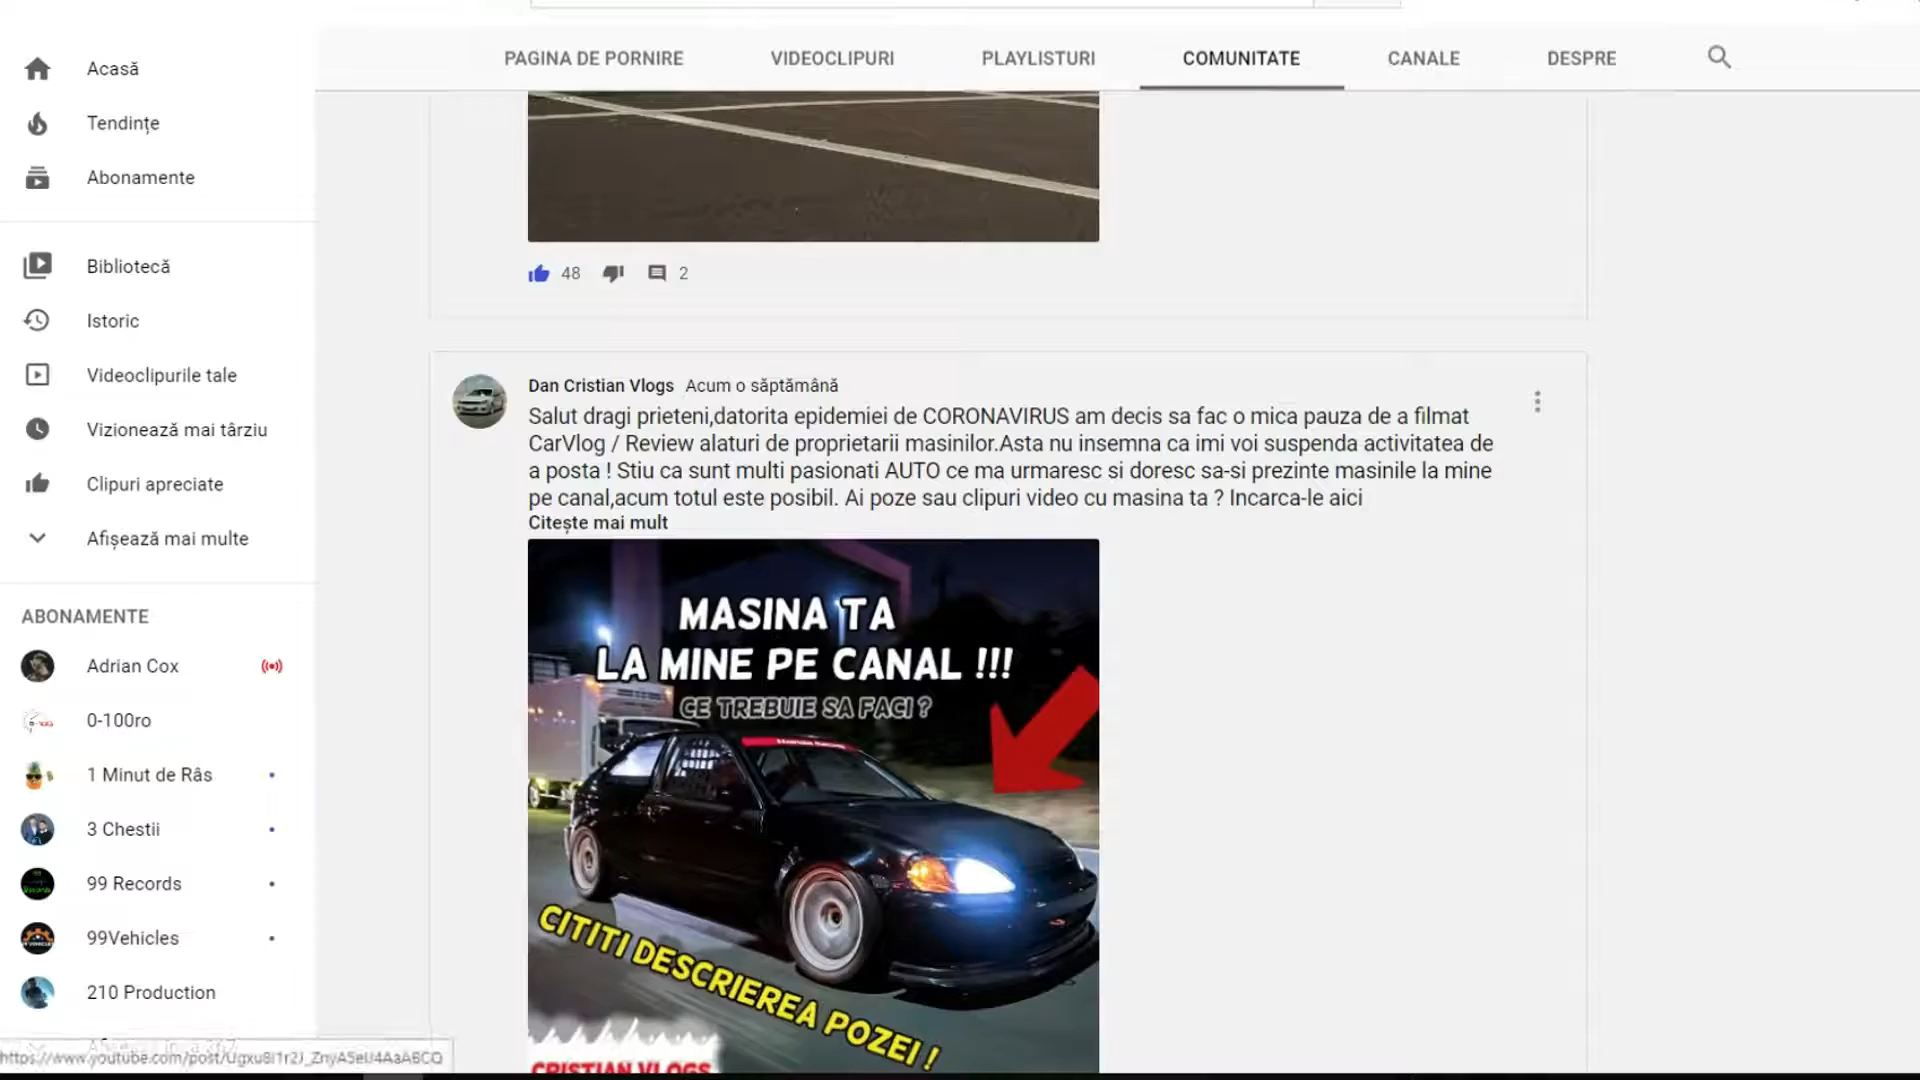 PAGINA DE PORNIRE
VIDEOCLIPURI
PLAYLISTURI
COMUNITATE
CANALE
DESPRE
Acasă
Tendințe
Abonamente
Bibliotecă
Istoric
Videoclipurile tale
Vizionează mai târziu
Clipuri apreciate
Afișează mai multe
ABONAMENTE
Adrian Cox
0-100ro
1 Minut de Râs
3 Chestii
99 Records
99Vehicles
210 Production
48
2
Dan Cristian Vlogs Acum o săptămână
Salut dragi prieteni,datorita epidemiei de CORONAVIRUS am decis sa fac o mica pauza de a filmat
CarVlog / Review alaturi de proprietarii masinilor.Asta nu insemna ca imi voi suspenda activitatea de
a posta ! Stiu ca sunt multi pasionati AUTO ce ma urmaresc si doresc sa-si prezinte masinile la mine
pe canal,acum totul este posibil. Ai poze sau clipuri video cu masina ta ? Incarca-le aici
Citește mai mult
MASINA TA
LA MINE PE CANAL !!!
CE TREBUIE SA FACI ?
CITITI DESCRIEREA POZEI !
CRISTIAN VLOGS